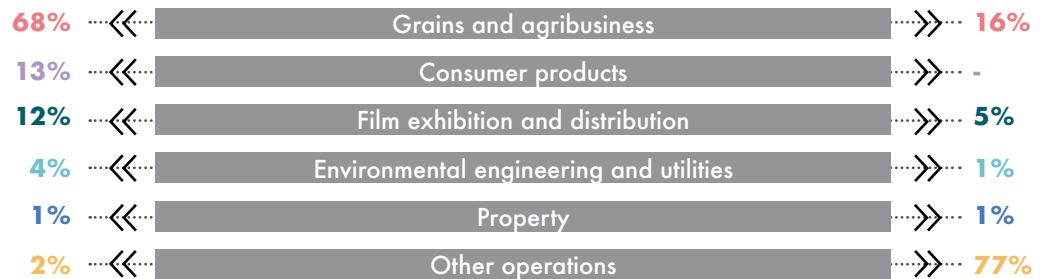 68% Grains and agribusiness 16%
13% Consumer products -
12% Film exhibition and distribution 5%
4% Environmental engineering and utilities 1%
1% Property 1%
2% Other operations 77%